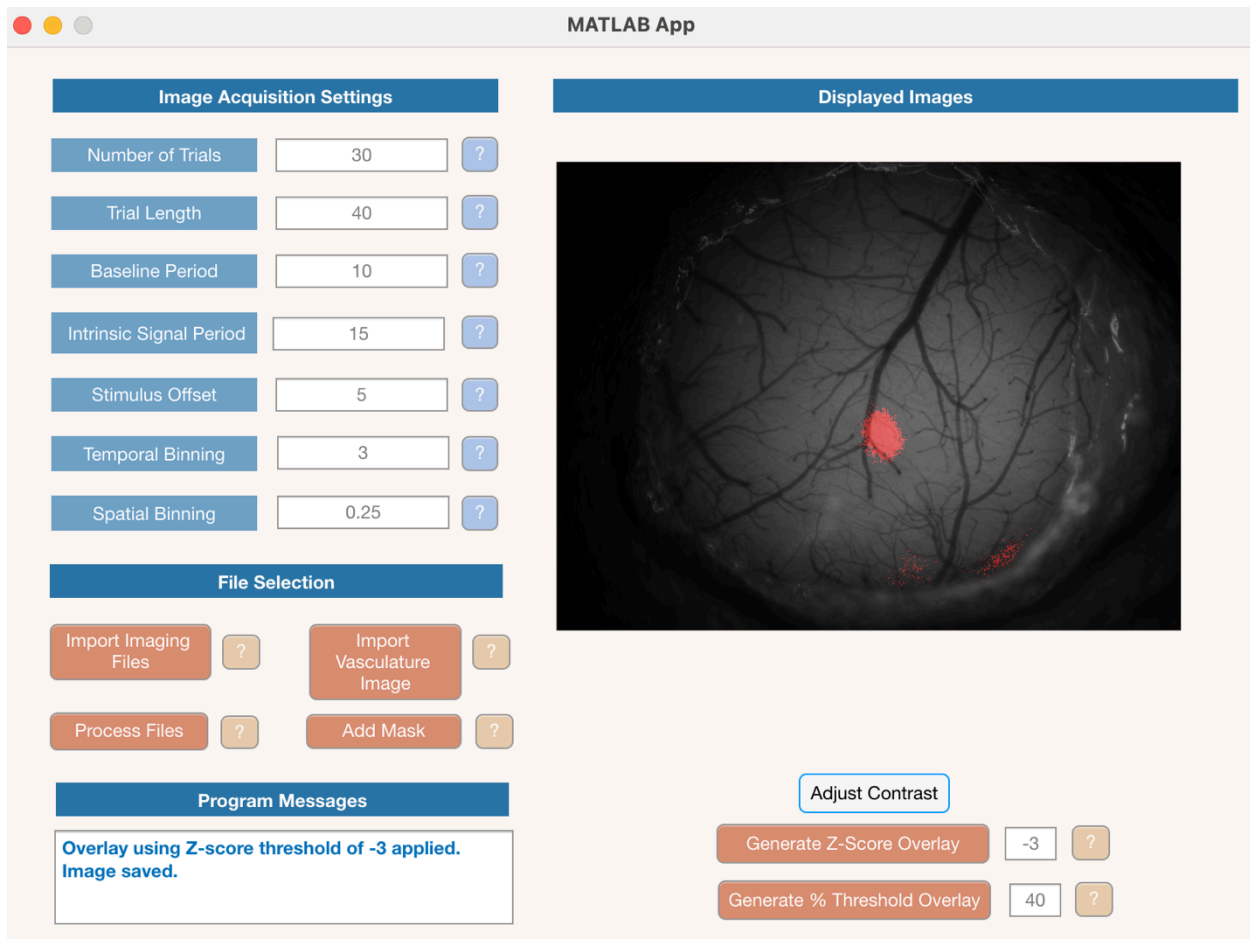 MATLAB App
Image Acquisition Settings
Number of Trials
30
?
Trial Length
40
?
Baseline Period
10
?
Intrinsic Signal Period
15
?
Stimulus Offset
5
?
Temporal Binning
3
?
Spatial Binning
0.25
?
File Selection
Import Imaging
Files
?
Import
Vasculature
Image
?
Process Files
?
Add Mask
?
Program Messages
Overlay using Z-score threshold of -3 applied.
Image saved.
Displayed Images
Adjust Contrast
Generate Z-Score Overlay
-3
?
Generate % Threshold Overlay
40
?